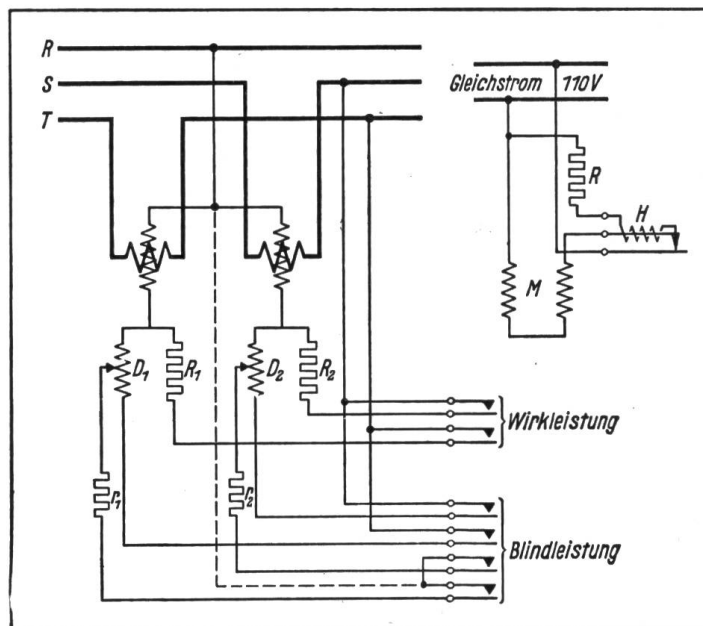 R
S
T
Gleichstrom 110V
R
H
M
D₁
R₁
D₂
R₂
Wirkleistung
r₁
r₂
Blindleistung